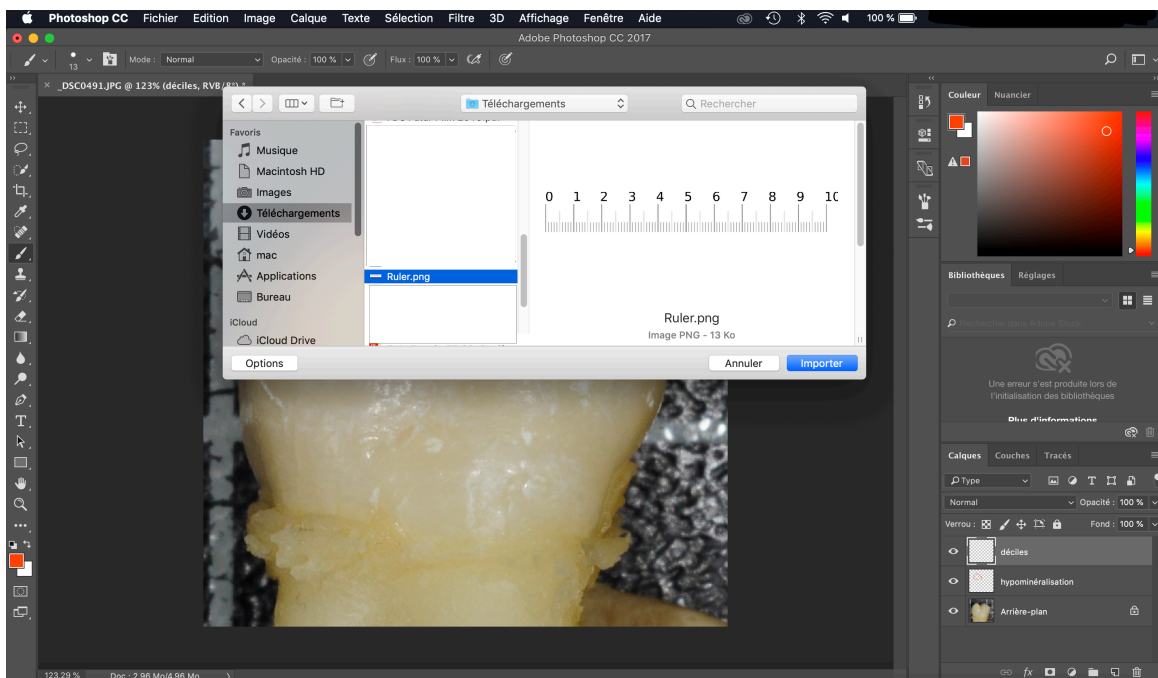 Photoshop CC Fichier Edition Image Calque Texte Sélection Filtre 3D Affichage Fenêtre Aide 100 %
Adobe Photoshop CC 2017
13 Mode : Normal Opacité : 100 % Flux : 100 %
× _DSC0491.JPG @ 123% (déciles, RVB/8*) *
Téléchargements
Rechercher
Favoris
Musique
Macintosh HD
Images
Téléchargements
Vidéos
mac
Applications
Bureau
iCloud
iCloud Drive
Ruler.png
0 1 2 3 4 5 6 7 8 9 10
Ruler.png
Image PNG - 13 Ko
Options
Annuler
Importer
Couleur Nuancier
Bibliothèques Réglages
Rechercher dans Adobe Stock
Une erreur s'est produite lors de
l'initialisation des bibliothèques
Plus d'informations
Calques Couches Tracés
Type
Normal Opacité : 100 %
Verrou : Fond : 100 %
déciles
hypominéralisation
Arrière-plan
fx
123,29 % Doc : 2,96 Mo/4,96 Mo